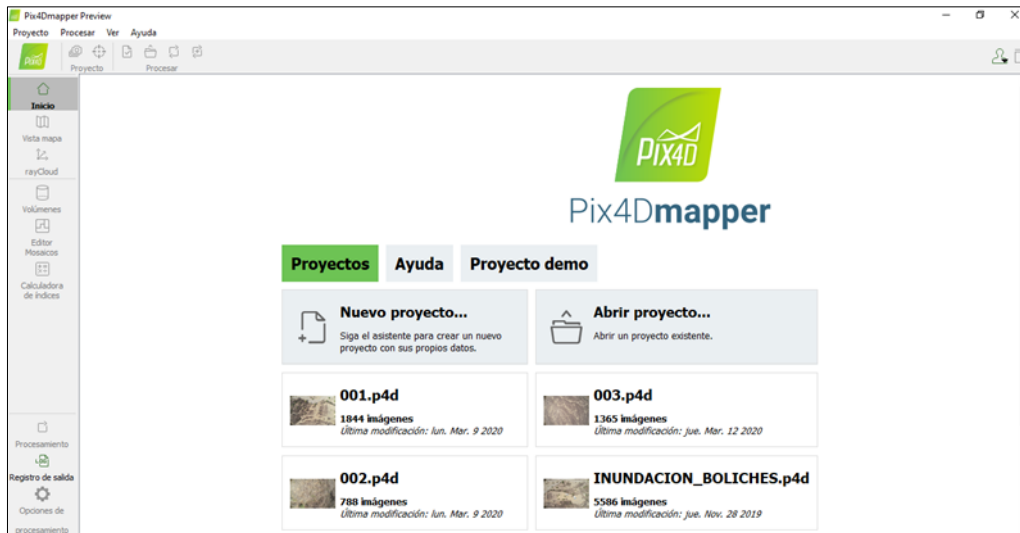 Pix4Dmapper Preview
Proyecto Procesar Ver Ayuda
PIX4D
Proyecto Procesar
Inicio
Vista mapa
rayCloud
Volúmenes
Editor
Mosaicos
Calculadora
de índices
Procesamiento
Registro de salida
Opciones de
procesamiento
PIX4D
Pix4Dmapper
Proyectos Ayuda Proyecto demo
Nuevo proyecto...
Siga el asistente para crear un nuevo
proyecto con sus propios datos.
Abrir proyecto...
Abrir un proyecto existente.
001.p4d
1844 imágenes
Última modificación: lun. Mar. 9 2020
003.p4d
1365 imágenes
Última modificación: jue. Mar. 12 2020
002.p4d
788 imágenes
Última modificación: lun. Mar. 9 2020
INUNDACION_BOLICHES.p4d
5586 imágenes
Última modificación: jue. Nov. 28 2019